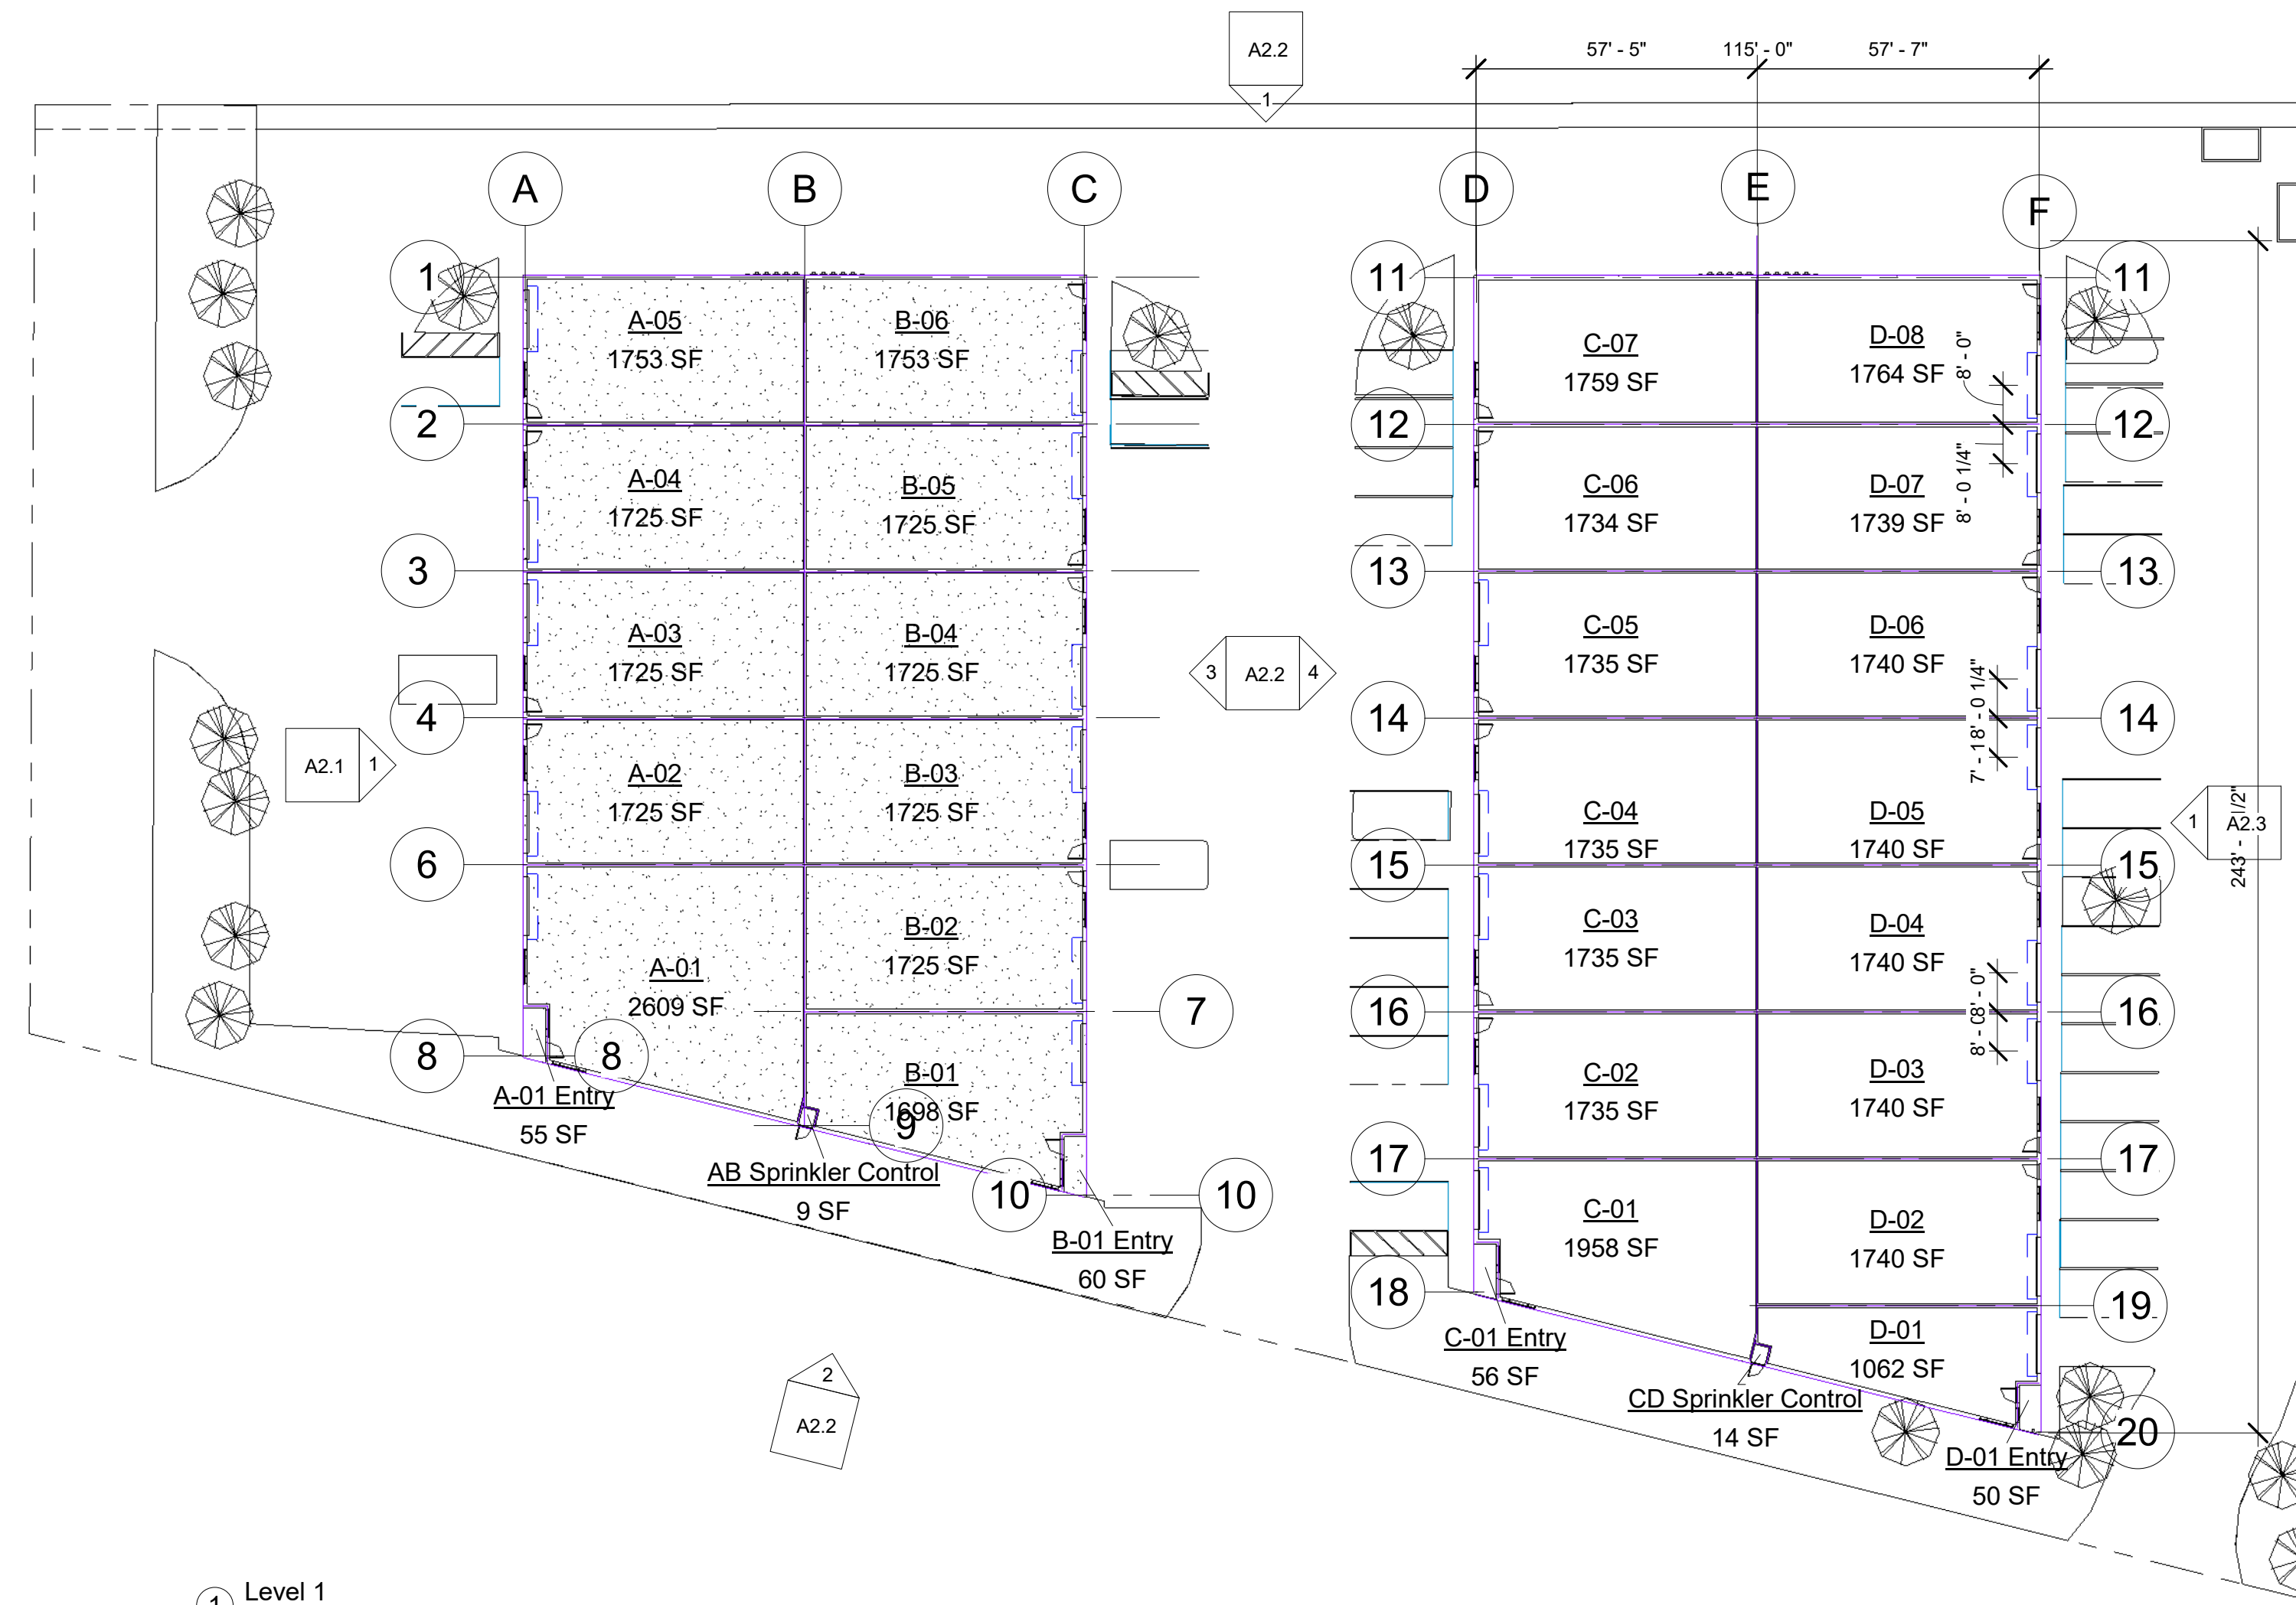 A2.2
1
57' - 5"
115' - 0"
57' - 7"
A
B
C
D
E
F
1
11
11
A-05
1753 SF
B-06
1753 SF
C-07
1759 SF
D-08
1764 SF
8' - 0"
2
12
12
A-04
1725 SF
B-05
1725 SF
C-06
1734 SF
D-07
1739 SF
8' - 0 1/4"
3
13
13
A-03
1725 SF
B-04
1725 SF
3
A2.2
4
C-05
1735 SF
D-06
1740 SF
8' - 0 1/4"
4
14
14
A2.1
1
A-02
1725 SF
B-03
1725 SF
C-04
1735 SF
D-05
1740 SF
1
A2.3
6
15
15
A-01
2609 SF
B-02
1725 SF
C-03
1735 SF
D-04
1740 SF
8' - 0"
7
16
16
8
8
A-01 Entry
55 SF
B-01
1698 SF
9
C-02
1735 SF
D-03
1740 SF
AB Sprinkler Control
9 SF
10
10
17
17
B-01 Entry
60 SF
C-01
1958 SF
D-02
1740 SF
18
19
C-01 Entry
56 SF
D-01
1062 SF
2
A2.2
CD Sprinkler Control
14 SF
20
D-01 Entry
50 SF
1
Level 1